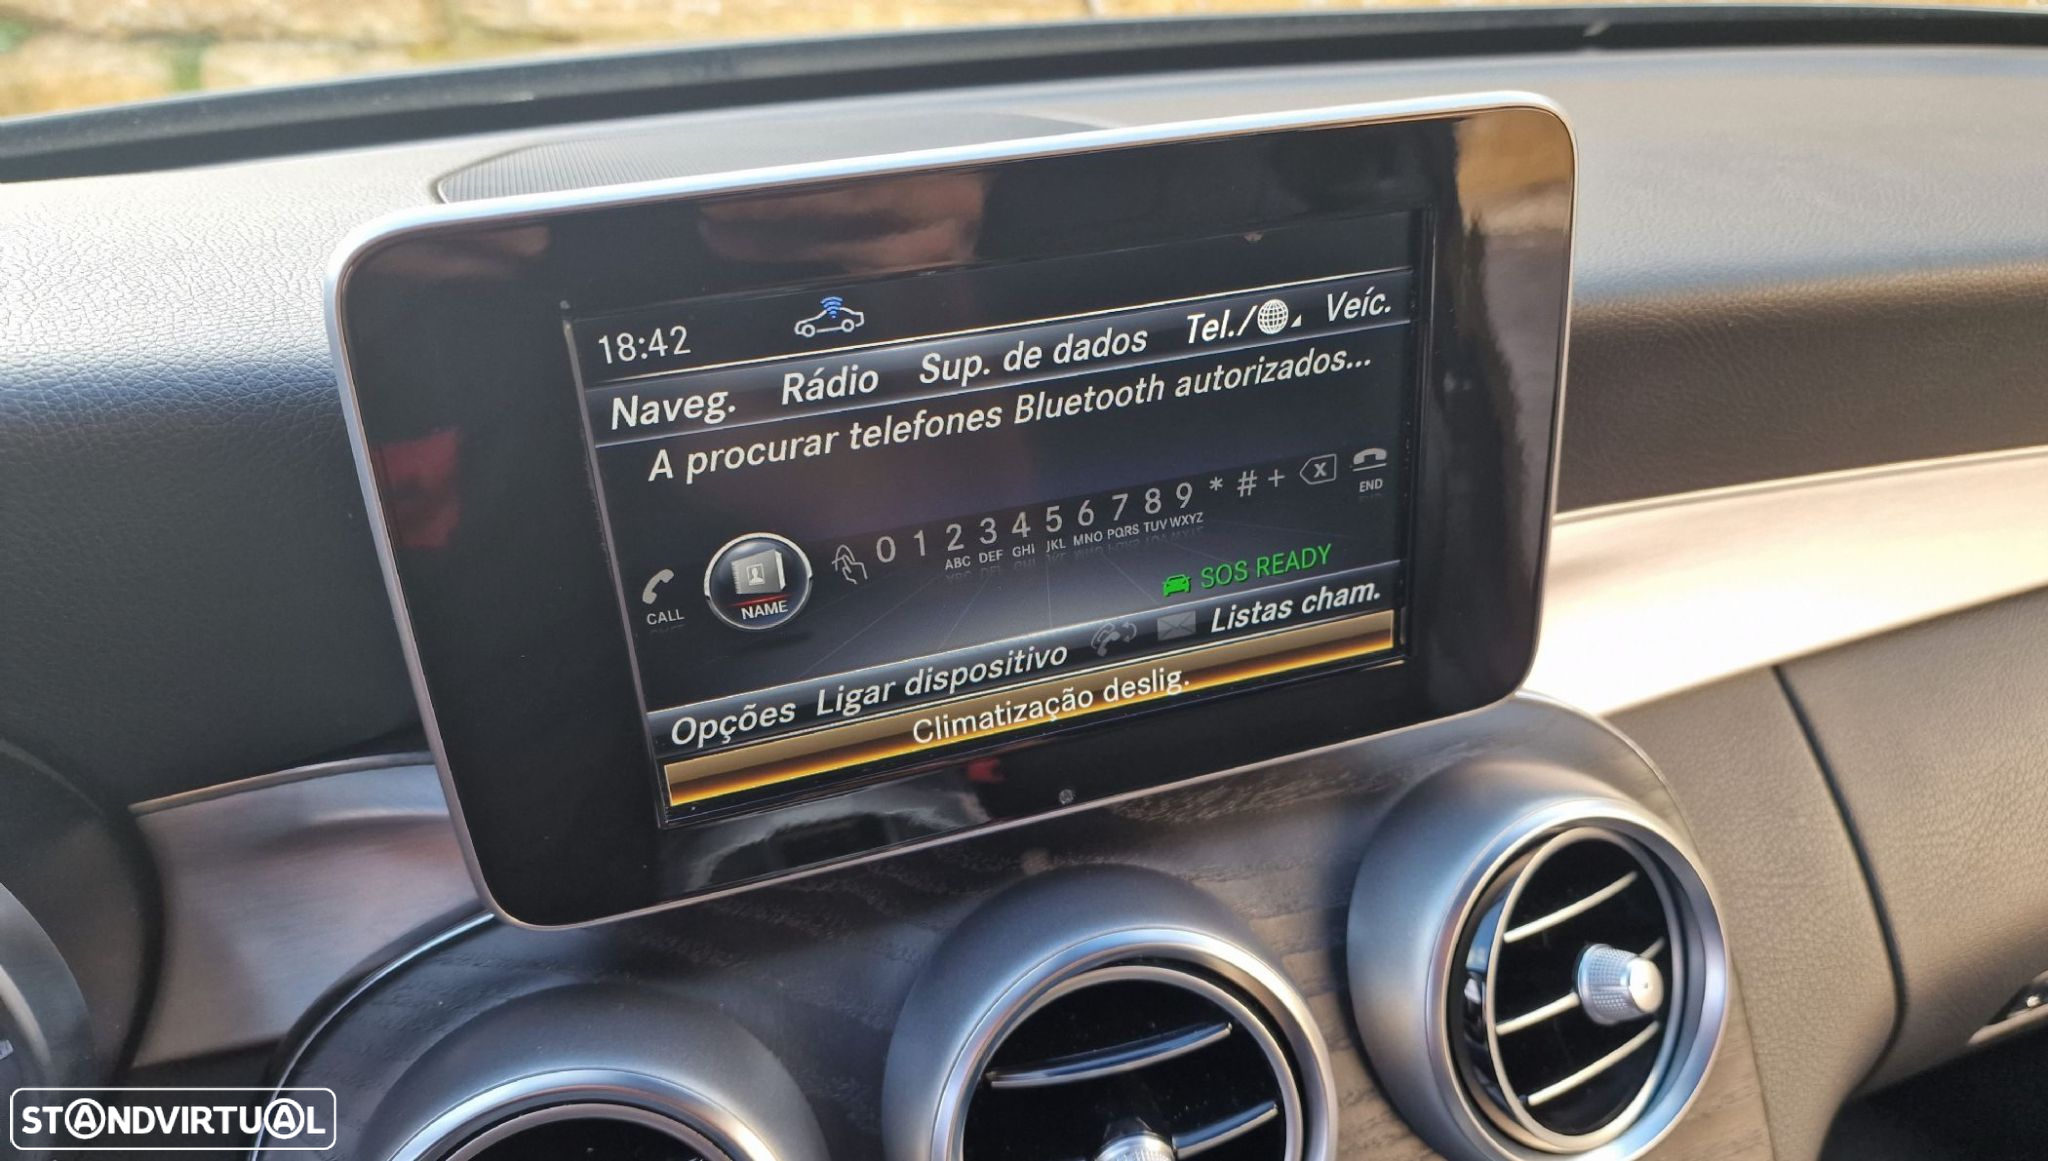 18:42
Naveg. Rádio Sup. de dados Tel./ Veíc.
A procurar telefones Bluetooth autorizados...
CALL NAME 0 1 2 ABC 3 DEF 4 GHI 5 JKL 6 MNO 7 PQRS 8 TUV 9 WXYZ * # + x END
SOS READY
Opções Ligar dispositivo Listas cham.
Climatização deslig.
STANDVIRTUAL